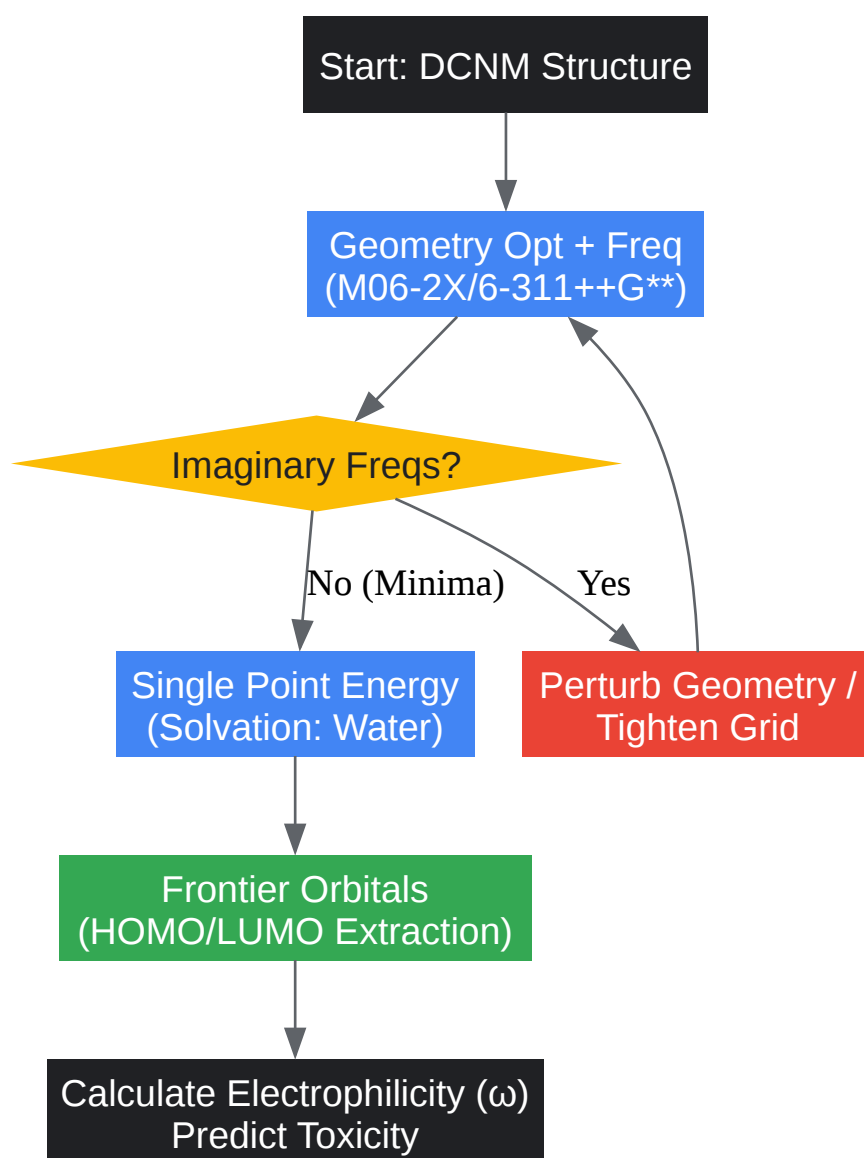 Start: DCNM Structure
Geometry Opt + Freq
(M06-2X/6-311++G**)
Imaginary Freqs?
No (Minima)
Yes
Single Point Energy
(Solvation: Water)
Perturb Geometry /
Tighten Grid
Frontier Orbitals
(HOMO/LUMO Extraction)
Calculate Electrophilicity (ω)
Predict Toxicity